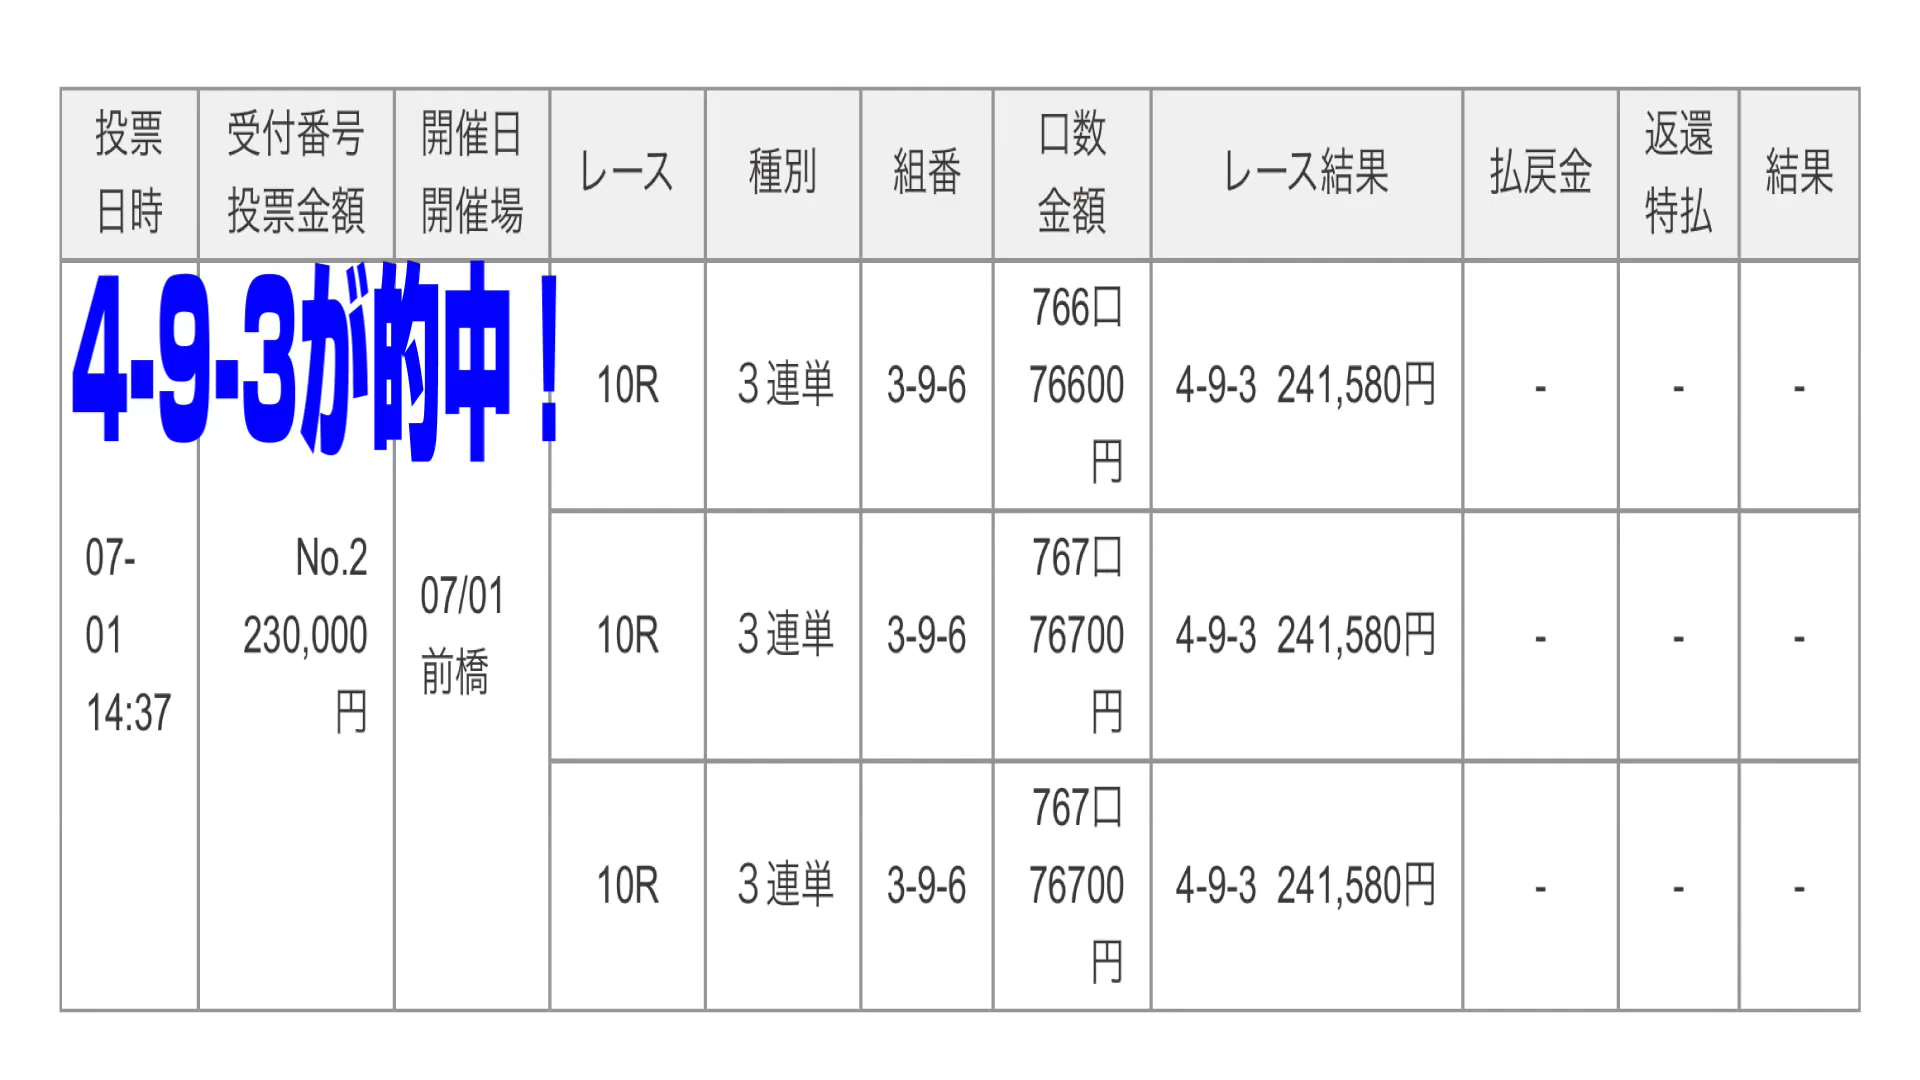 投票
日時
受付番号
投票金額
開催日
開催場
レース
種別
組番
口数
金額
レース結果
払戻金
返還
特払
結果
4-9-3が的中！
07-
01
14:37
No.2
230,000
円
07/01
前橋
10R
３連単
3-9-6
766口
76600
円
4-9-3 241,580円
-
-
-
10R
３連単
3-9-6
767口
76700
円
4-9-3 241,580円
-
-
-
10R
３連単
3-9-6
767口
76700
円
4-9-3 241,580円
-
-
-